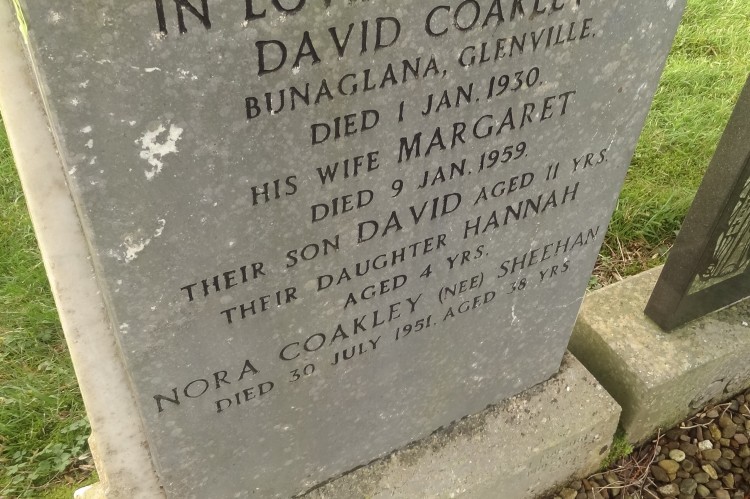 IN LOV
DAVID COAKLEY
BUNAGLANA, GLENVILLE.
DIED 1 JAN. 1930.
HIS WIFE MARGARET
DIED 9 JAN. 1959.
THEIR SON DAVID AGED 11 YRS.
THEIR DAUGHTER HANNAH
AGED 4 YRS.
NORA COAKLEY (NEE) SHEEHAN
DIED 30 JULY 1951. AGED 38 YRS